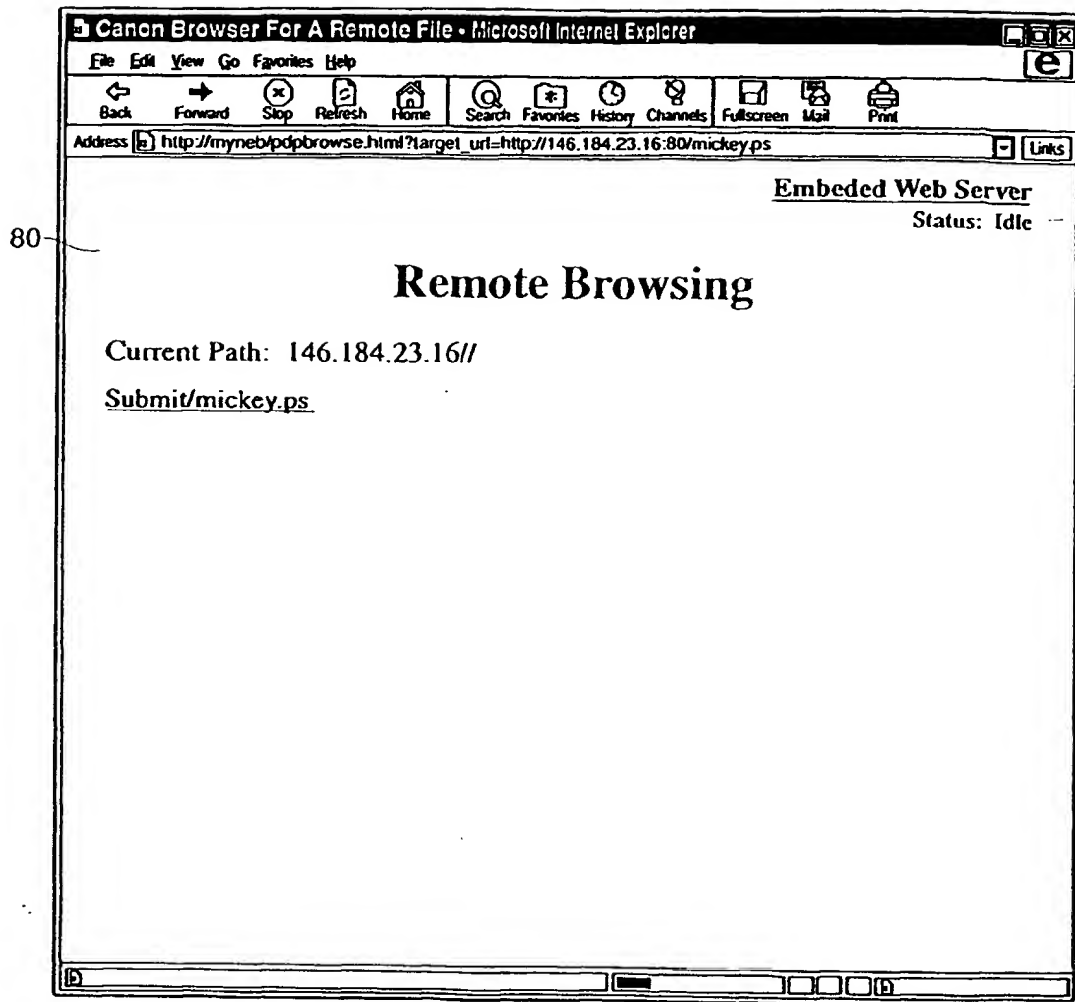 Canon Browser For A Remote File • Microsoft Internet Explorer
File Edit View Go Favorites Help
e
Back Forward Stop Refresh Home Search Favorites History Channels Fullscreen Mail Print
Address http://myneb/pdpbrowse.html?target_url=http://146.184.23.16:80/mickey.ps Links
Embeded Web Server
Status: Idle
80
Remote Browsing
Current Path: 146.184.23.16//
Submit/mickey.ps